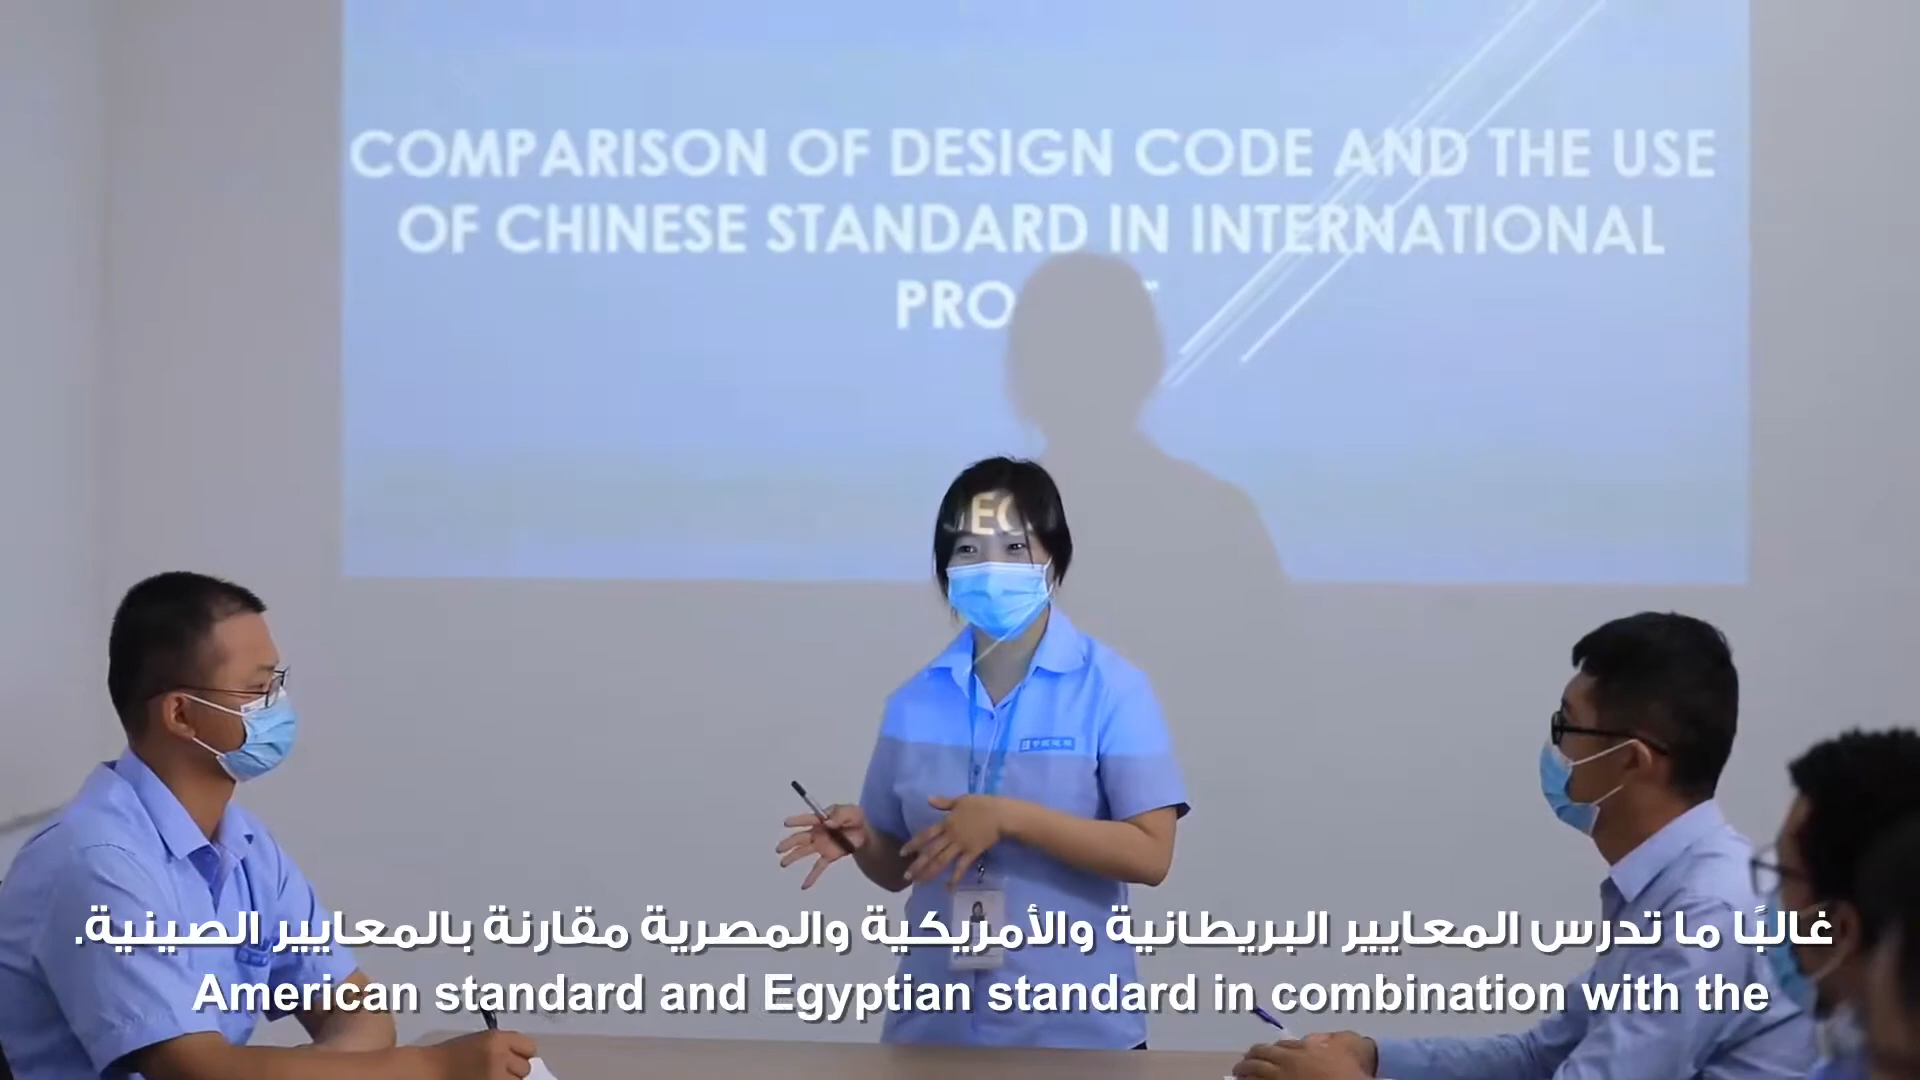 COMPARISON OF DESIGN CODE AND THE USE
OF CHINESE STANDARD IN INTERNATIONAL
غالبًا ما تدرس المعايير البريطانية والأمريكية والمصرية مقارنة بالمعايير الصينية.
American standard and Egyptian standard in combination with the